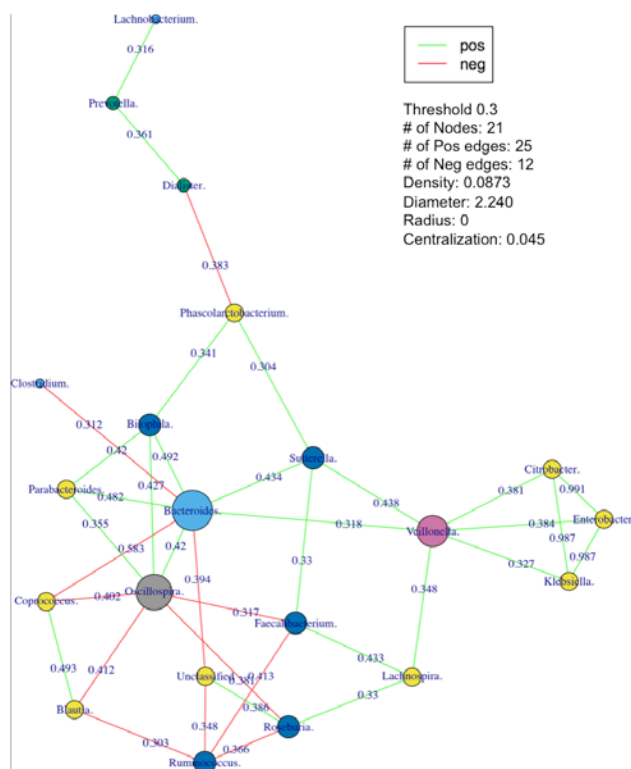 Lachnobacterium.
pos
neg
0.316
Prevotella.
Threshold 0.3
# of Nodes: 21
# of Pos edges: 25
# of Neg edges: 12
Density: 0.0873
Diameter: 2.240
Radius: 0
Centralization: 0.045
0.361
Dialister.
0.383
Phascolarctobacterium.
0.341
0.304
Clostridium.
0.312
Bilophila.
0.42
0.492
Sutterella.
0.434
Citrobacter.
0.381
0.991
Parabacteroides.
0.482
0.427
Bacteroides.
0.438
0.318
Veillonella.
0.384
Enterobacter
0.987
0.987
0.355
0.583
0.42
0.33
0.327
Klebsiella.
0.394
0.348
Coprococcus.
0.402
Oscillospira.
0.317
Faecalibacterium.
0.412
0.433
0.493
Unclassified
0.381
0.413
Lachnospira.
0.33
0.386
Blautia.
0.348
Roseburia.
0.303
0.366
Ruminococcus.